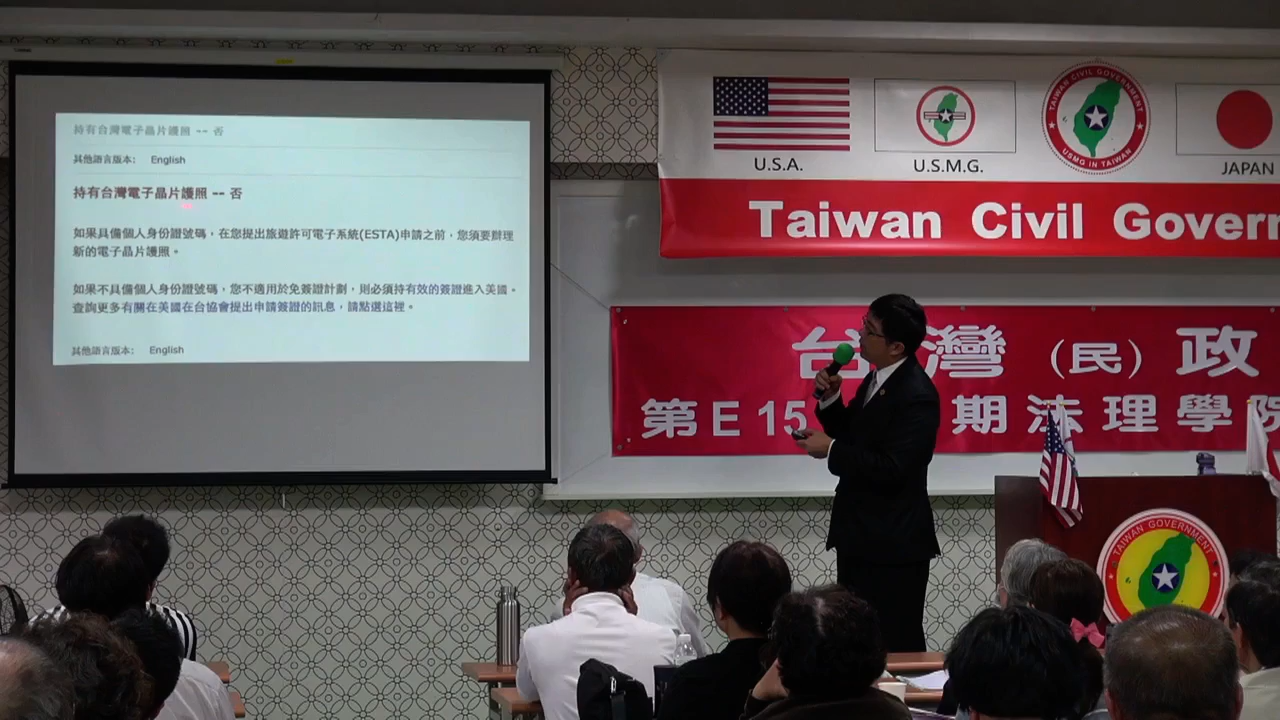 持有台灣電子晶片護照 -- 否
其他語言版本: English
持有台灣電子晶片護照 -- 否
如果具備個人身份證號碼，在您提出旅遊許可電子系統(ESTA)申請之前，您須要辦理
新的電子晶片護照。
如果不具備個人身份證號碼，您不適用於免簽證計劃，則必須持有效的簽證進入美國。
查詢更多有關在美國在台協會提出申請簽證的訊息，請點選這裡。
其他語言版本: English
TAIWAN CIVIL GOVERNMENT
USMG IN TAIWAN
U.S.A.
U.S.M.G.
JAPAN
Taiwan Civil Govern
台灣（民）政
第E15 期法理學院
TAIWAN GOVERNMENT